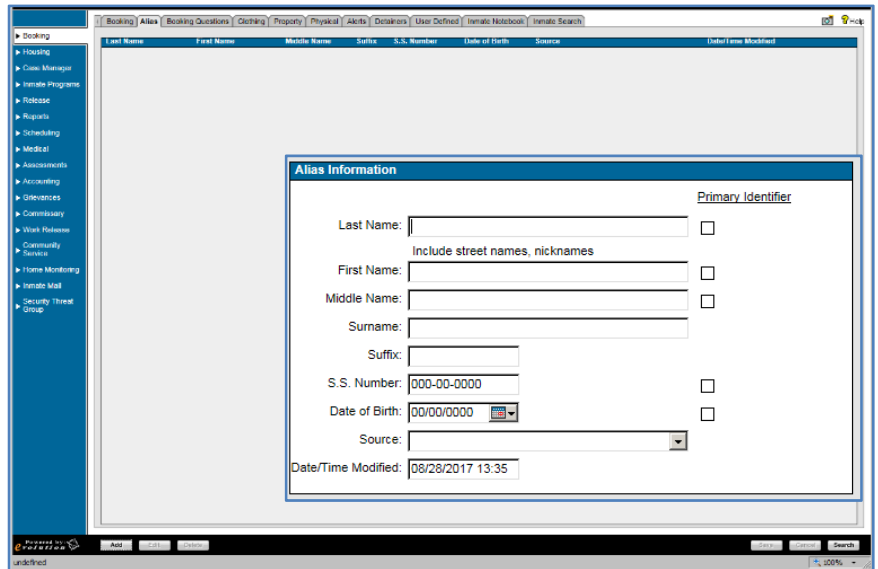 Booking Alias Booking Questions Clothing Property Physical Alerts Detainers User Defined Inmate Notebook Inmate Search
Help
Last Name First Name Middle Name Suffix S.S. Number Date of Birth Source Date/Time Modified
Booking
Housing
Case Manager
Inmate Programs
Release
Reports
Scheduling
Medical
Assessments
Accounting
Grievances
Commissary
Work Release
Community
Service
Home Monitoring
Inmate Mail
Security Threat
Group
Alias Information
Primary Identifier
Last Name:
Include street names, nicknames
First Name:
Middle Name:
Surname:
Suffix:
S.S. Number: 000-00-0000
Date of Birth: 00/00/0000
Source:
Date/Time Modified: 08/28/2017 13:35
Powered by:
evolution
Add Edit Delete Save Cancel Search
undefined
100%